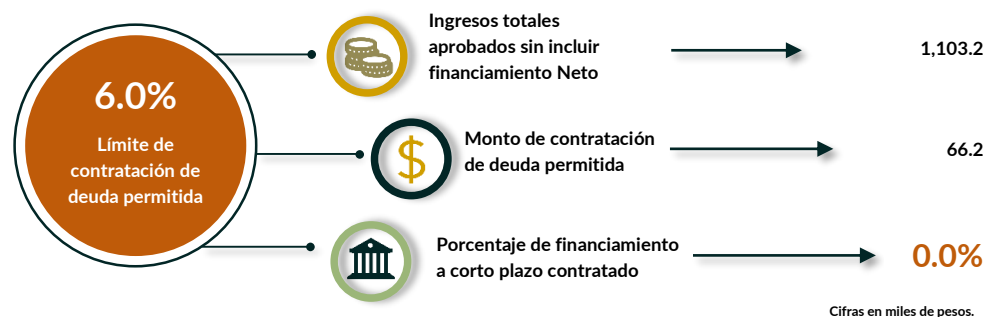 6.0%
Límite de
contratación de
deuda permitida
Ingresos totales
aprobados sin incluir
financiamiento Neto
1,103.2
$
Monto de contratación
de deuda permitida
66.2
Porcentaje de financiamiento
a corto plazo contratado
0.0%
Cifras en miles de pesos.